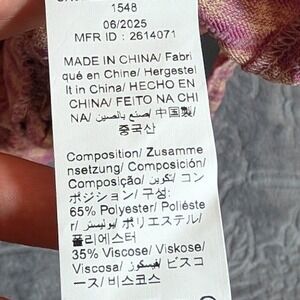 1548
06/2025
MFR ID : 2614071
MADE IN CHINA/ Fabri
qué en Chine/ Hergestel
lt in China/ HECHO EN
CHINA/ FEITO NA CHI
NA/ صنع بالصين/ 中国製/
중국산
Composition/ Zusamme
nsetzung/ Composición/
Composição/ تكوين/ コン
ポジション/ 구성:
65% Polyester/ Poliéste
r/ بوليستر/ ポリエステル/
폴리에스터
35% Viscose/ Viskose/
Viscosa/ فيسكوز/ ビスコ
ース/ 비스코스